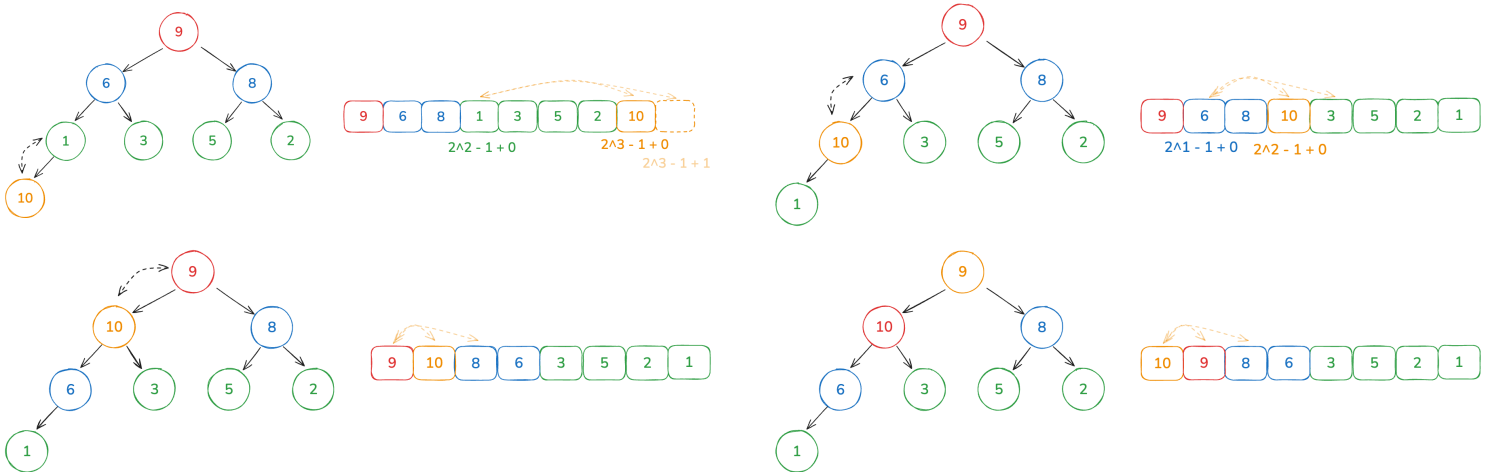 9
6 8
1 3 5 2
10
9 6 8 1 3 5 2 10
2^2 - 1 + 0 2^3 - 1 + 0
2^3 - 1 + 1
9
6 8
10 3 5 2
1
9 6 8 10 3 5 2 1
2^1 - 1 + 0 2^2 - 1 + 0
9
10 8
6 3 5 2
1
9 10 8 6 3 5 2 1
9
10 8
6 3 5 2
1
10 9 8 6 3 5 2 1